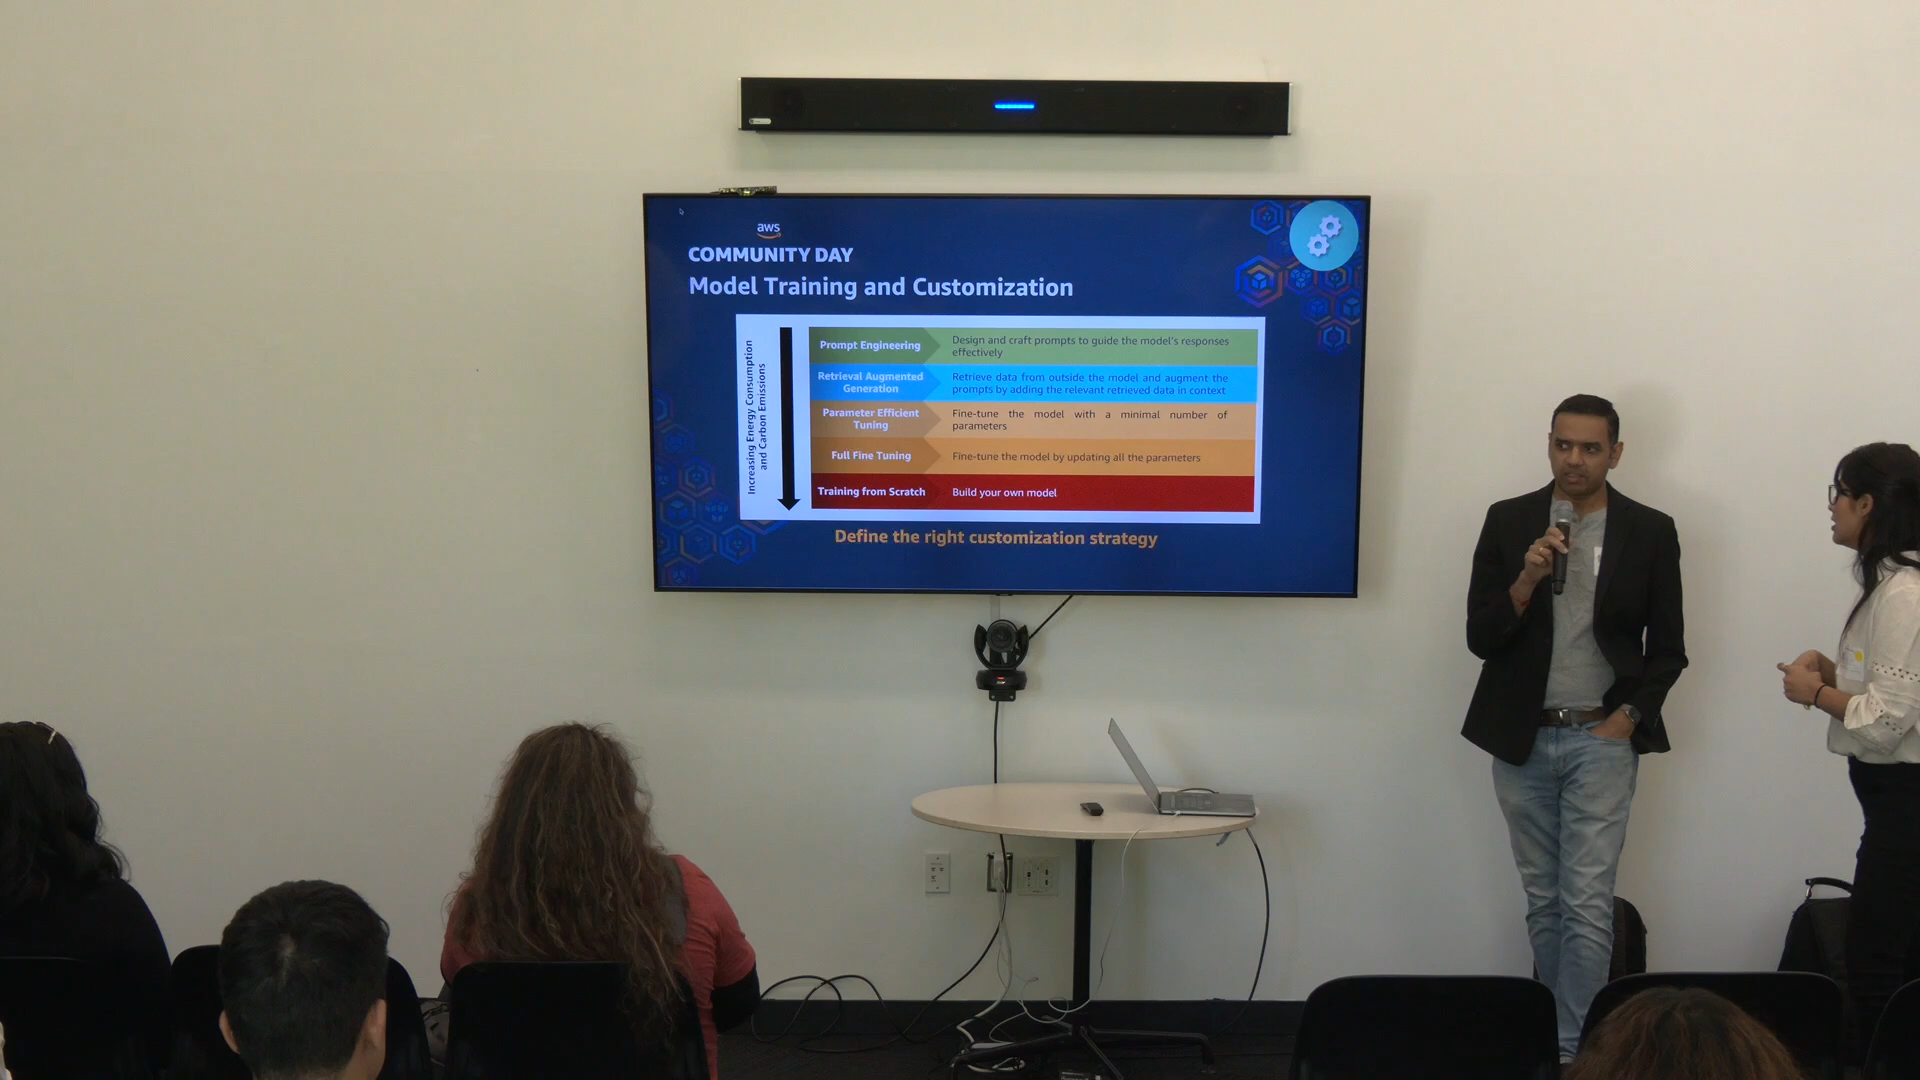 aws
COMMUNITY DAY
Model Training and Customization
Increasing Energy Consumption
and Carbon Emissions
Prompt Engineering
Design and craft prompts to guide the model's responses
effectively
Retrieval Augmented
Generation
Retrieve data from outside the model and augment the
prompts by adding the relevant retrieved data in context
Parameter Efficient
Tuning
Fine-tune the model with a minimal number of
parameters
Full Fine Tuning
Fine-tune the model by updating all the parameters
Training from Scratch
Build your own model
Define the right customization strategy